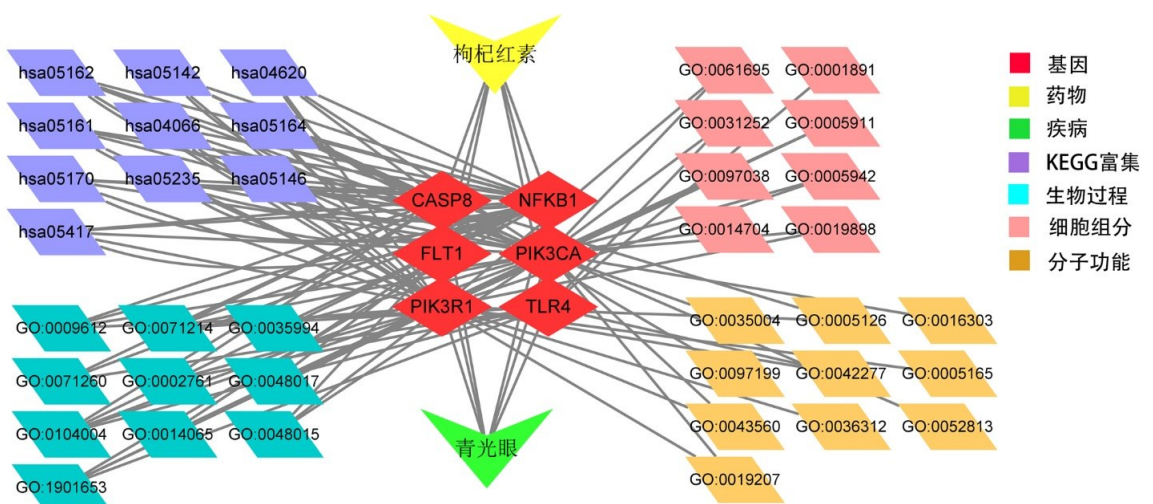 枸杞红素
hsa05162 hsa05142 hsa04620
hsa05161 hsa04066 hsa05164
hsa05170 hsa05235 hsa05146
hsa05417
GO:0061695 GO:0001891
GO:0031252 GO:0005911
GO:0097038 GO:0005942
GO:0014704 GO:0019898
CASP8 NFKB1
FLT1 PIK3CA
PIK3R1 TLR4
GO:0009612 GO:0071214 GO:0035994
GO:0071260 GO:0002761 GO:0048017
GO:0104004 GO:0014065 GO:0048015
GO:1901653
青光眼
GO:0035004 GO:0005126 GO:0016303
GO:0097199 GO:0042277 GO:0005165
GO:0043560 GO:0036312 GO:0052813
GO:0019207
基因
药物
疾病
KEGG富集
生物过程
细胞组分
分子功能